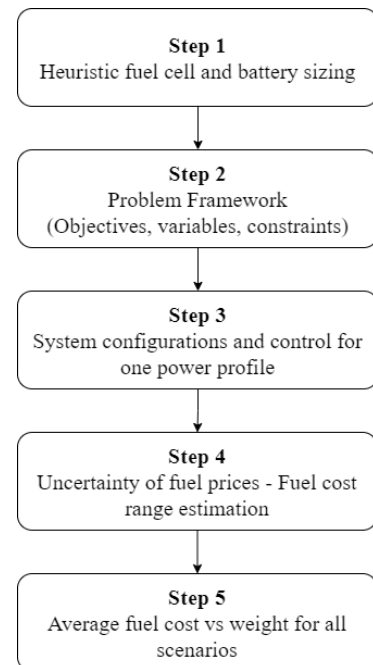 Step 1
Heuristic fuel cell and battery sizing
Step 2
Problem Framework
(Objectives, variables, constraints)
Step 3
System configurations and control for
one power profile
Step 4
Uncertainty of fuel prices - Fuel cost
range estimation
Step 5
Average fuel cost vs weight for all
scenarios